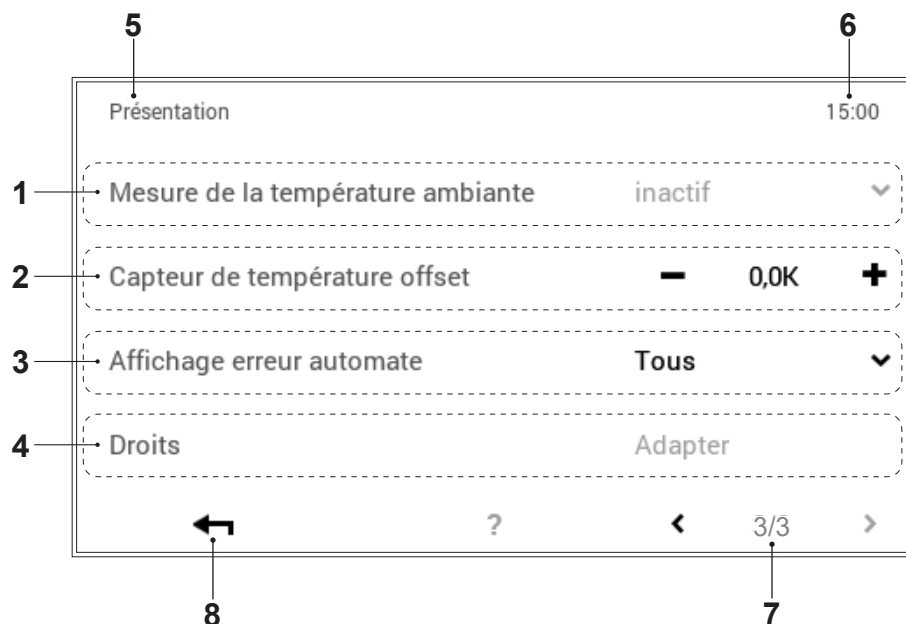 5 6
Présentation 15:00
1 Mesure de la température ambiante inactif
2 Capteur de température offset − 0,0K +
3 Affichage erreur automate Tous
4 Droits Adapter
? < 3/3 >
8 7